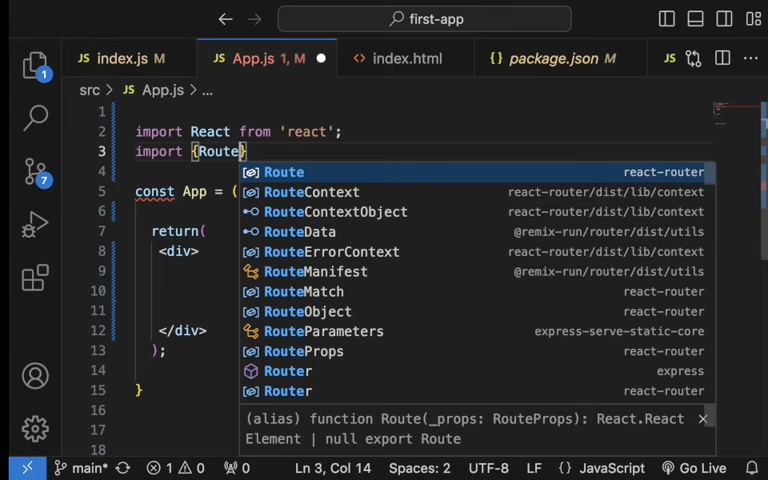 first-app
JS index.js M
JS App.js 1, M
<> index.html
{} package.json M
JS
...
src > JS App.js > ...
1
1
2 import React from 'react';
3 import {Route}
4
5 const App = (
6
7 return(
8 <div>
9
10
11
12 </div>
13 );
14
15 }
16
17
18
7
Route react-router
RouteContext react-router/dist/lib/context
RouteContextObject react-router/dist/lib/context
RouteData @remix-run/router/dist/utils
RouteErrorContext react-router/dist/lib/context
RouteManifest @remix-run/router/dist/utils
RouteMatch react-router
RouteObject react-router
RouteParameters express-serve-static-core
RouteProps react-router
Router express
Router react-router
(alias) function Route(_props: RouteProps): React.React
Element | null export Route
main* 1 0 0 Ln 3, Col 14 Spaces: 2 UTF-8 LF {} JavaScript Go Live